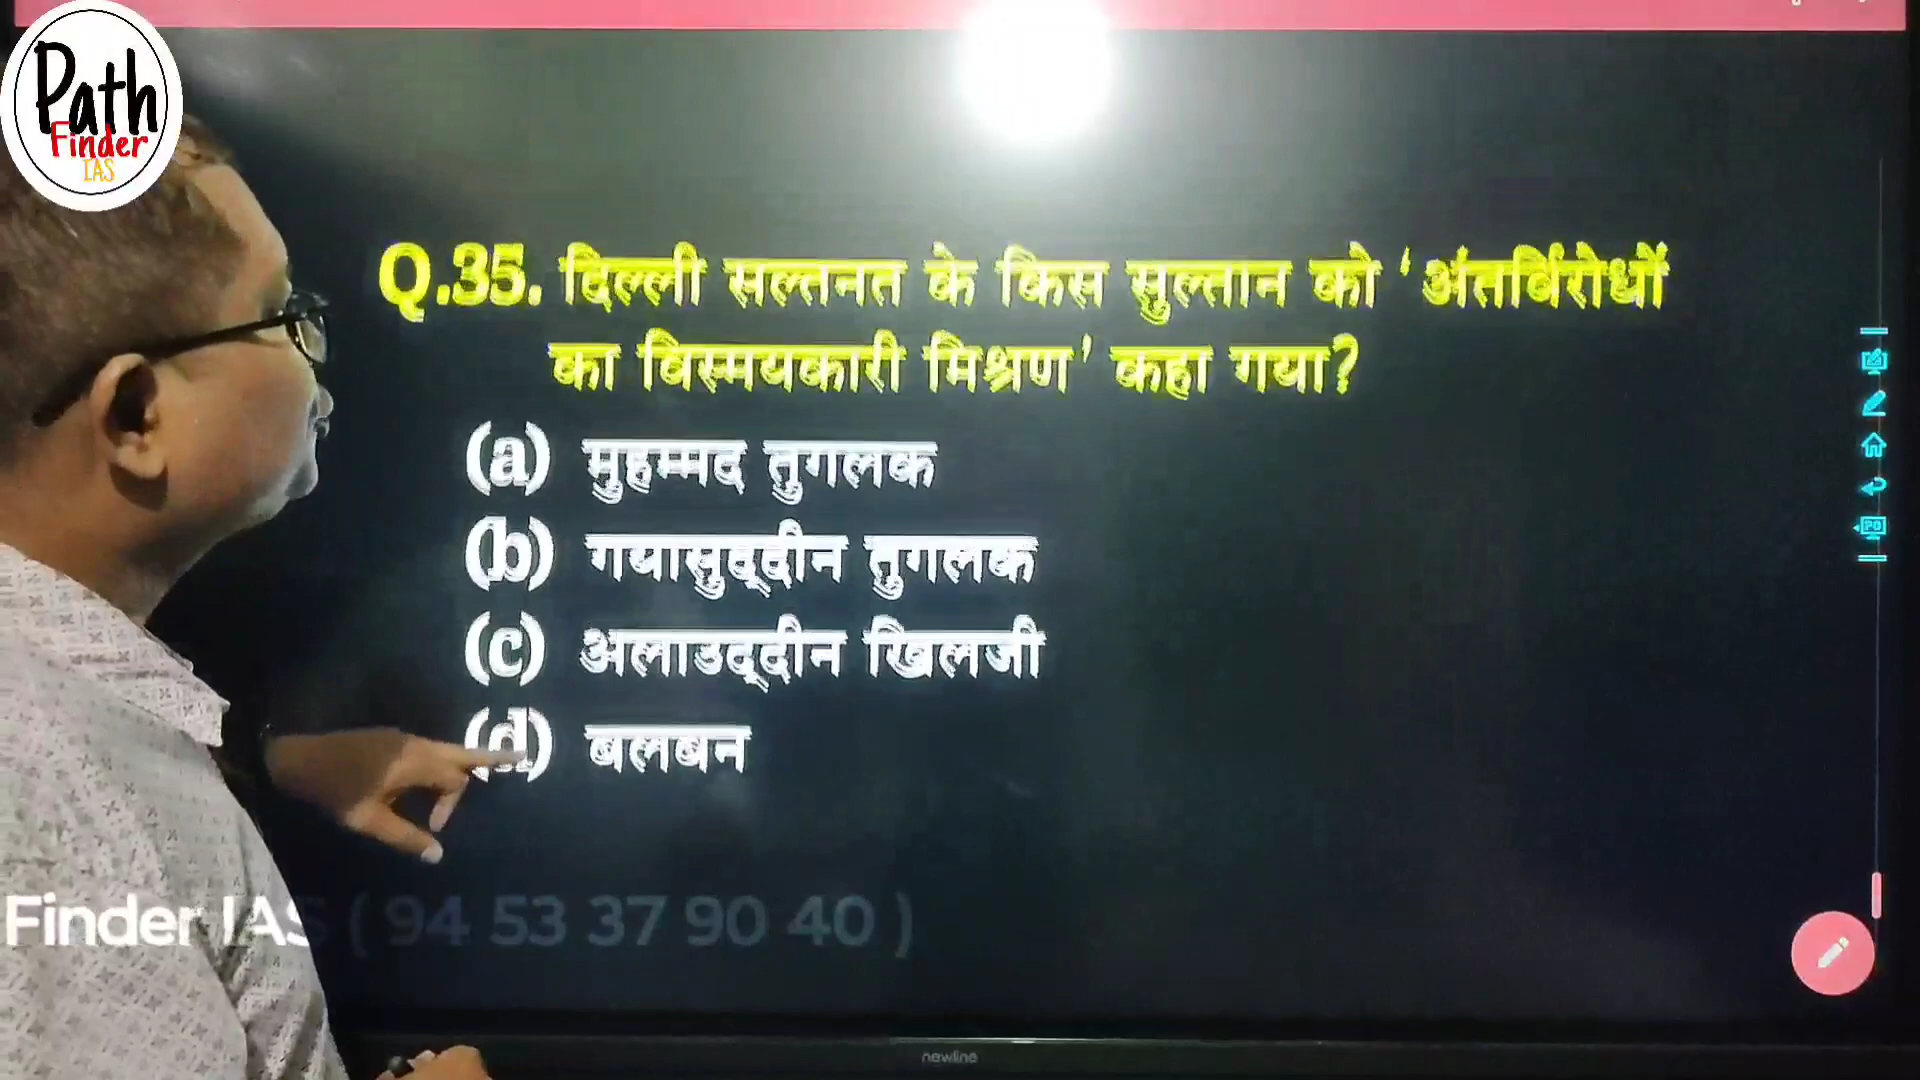 Path
Finder
IAS
Q.35. दिल्ली सल्तनत के किस सुल्तान को 'अंतर्विरोधों
का विस्मयकारी मिश्रण' कहा गया?
(a) मुहम्मद तुगलक
(b) गयासुद्दीन तुगलक
(c) अलाउद्दीन खिलजी
(d) बलबन
Finder IAS ( 94 53 37 90 40 )
newline